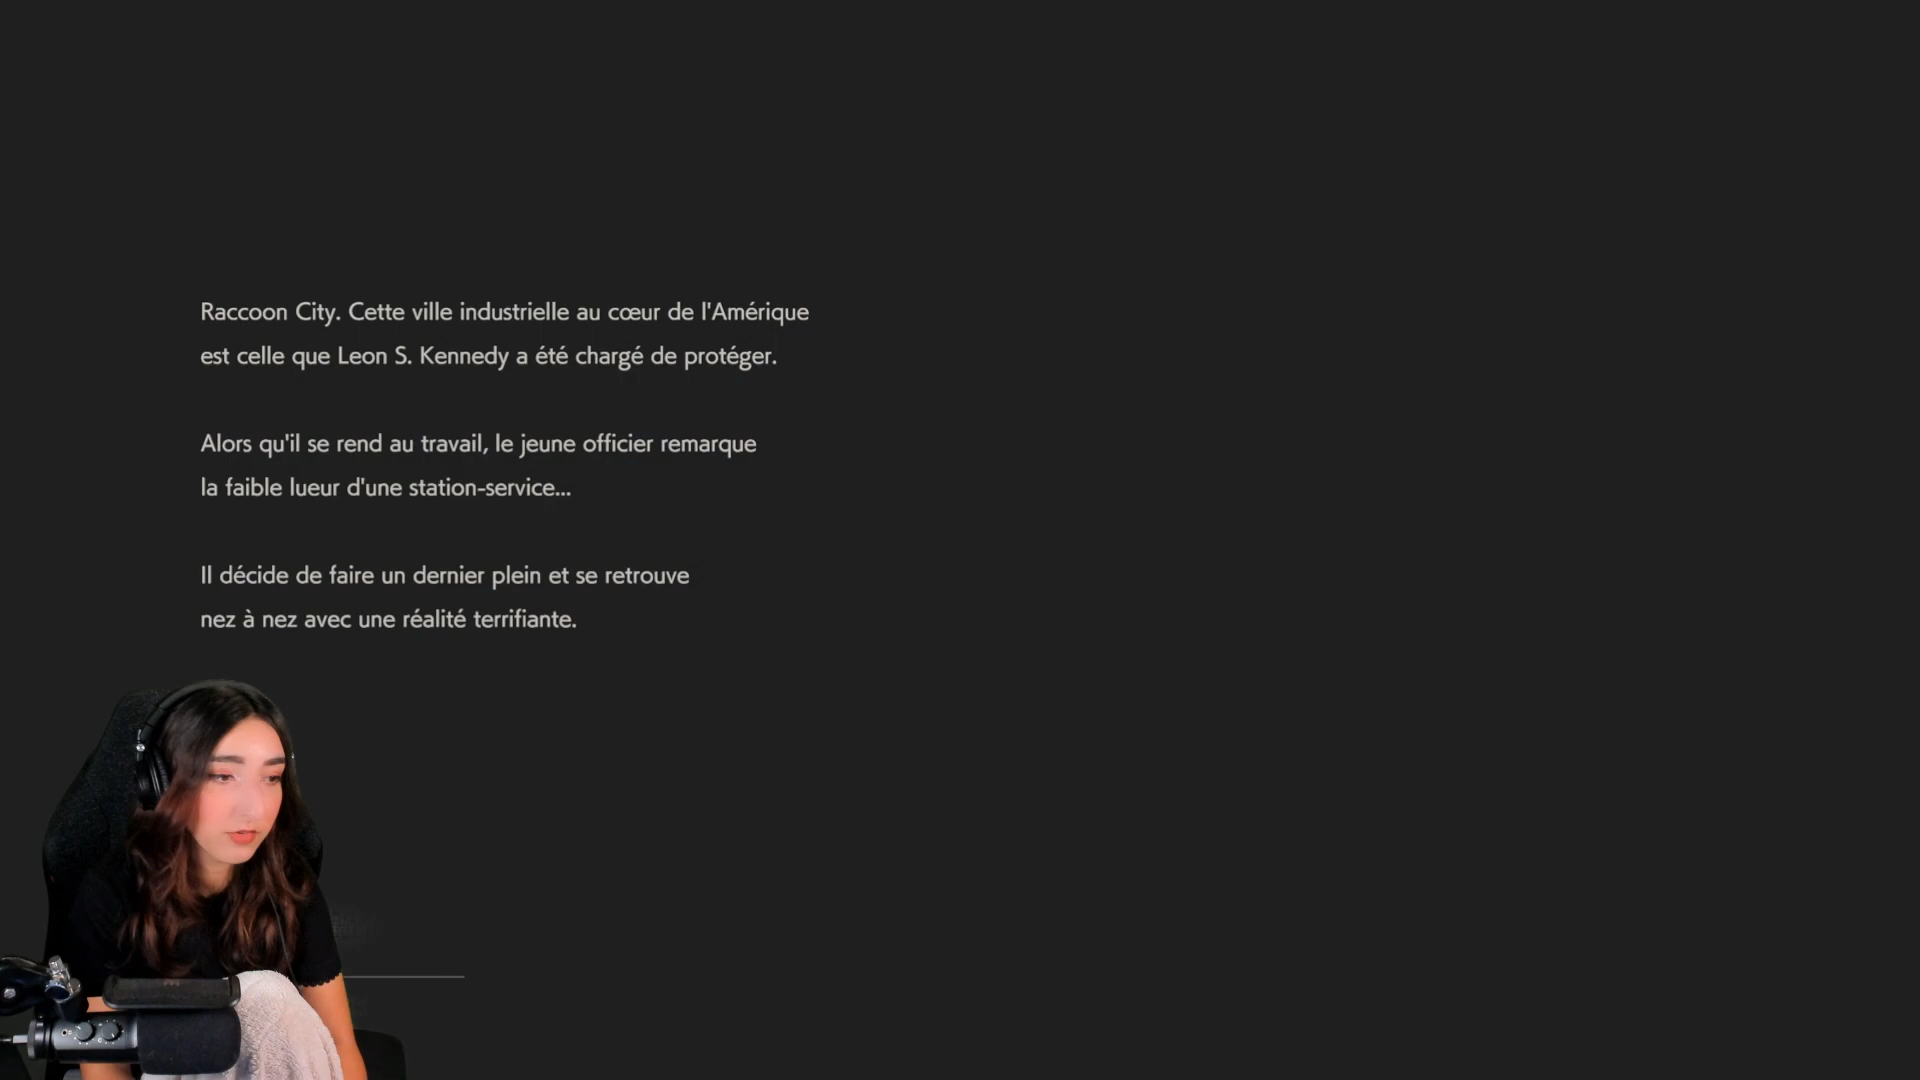 Raccoon City. Cette ville industrielle au cœur de l'Amérique
est celle que Leon S. Kennedy a été chargé de protéger.
Alors qu'il se rend au travail, le jeune officier remarque
la faible lueur d'une station-service...
Il décide de faire un dernier plein et se retrouve
nez à nez avec une réalité terrifiante.